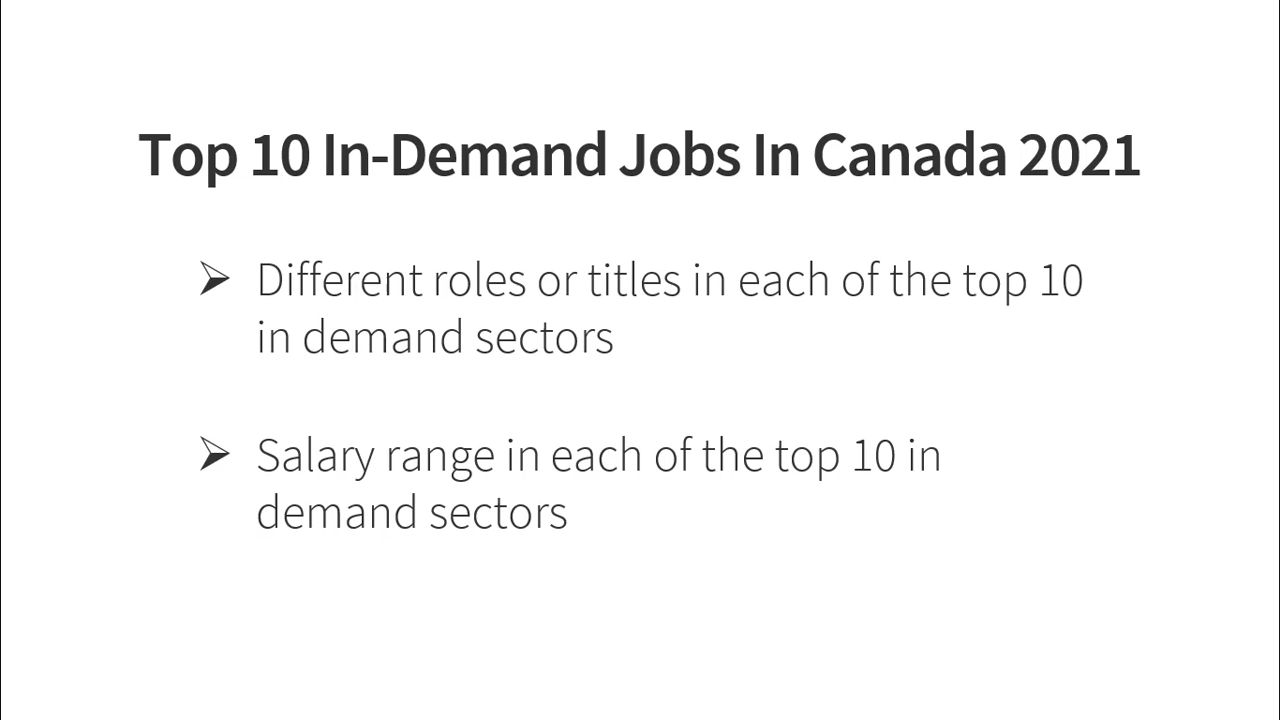 Top 10 In-Demand Jobs In Canada 2021
➢ Different roles or titles in each of the top 10
in demand sectors
➢ Salary range in each of the top 10 in
demand sectors